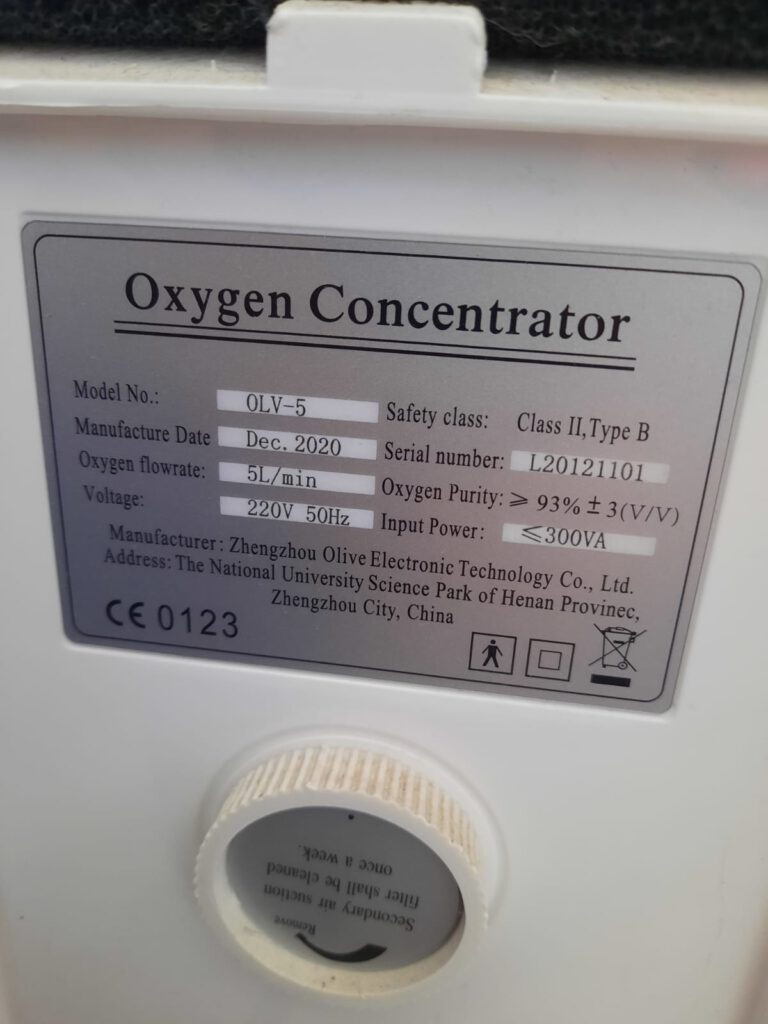 Oxygen Concentrator
Model No.: OLV-5 Safety class: Class II,Type B
Manufacture Date Dec. 2020 Serial number: L20121101
Oxygen flowrate: 5L/min Oxygen Purity: ≥ 93% ± 3(V/V)
Voltage: 220V 50Hz Input Power: ≤300VA
Manufacturer: Zhengzhou Olive Electronic Technology Co., Ltd.
Address: The National University Science Park of Henan Provinec,
Zhengzhou City, China
CE 0123
Remove
Secondary air suction
filter shall be cleaned
once a week.